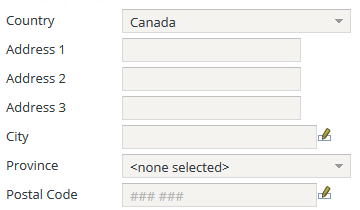 Country Canada
Address 1
Address 2
Address 3
City
Province <none selected>
Postal Code ### ###